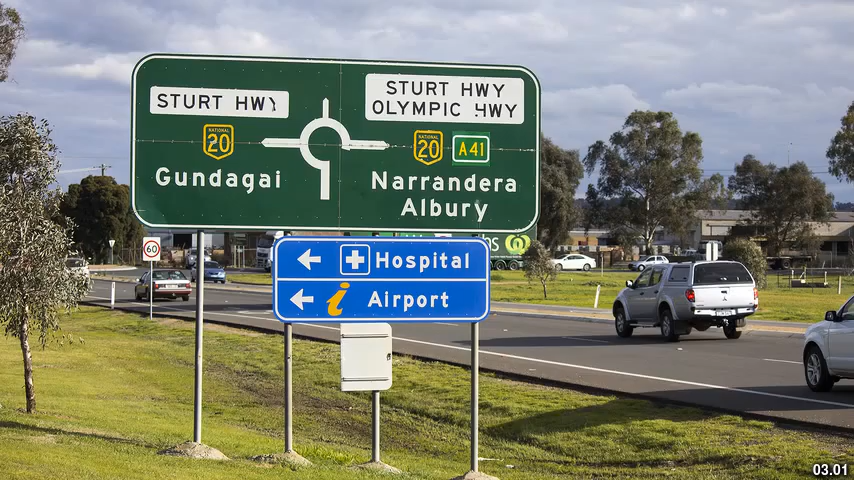 STURT HWY
STURT HWY
OLYMPIC HWY
NATIONAL
20
NATIONAL
20
A41
Gundagai
Narrandera
Albury
60
Hospital
i Airport
03.01